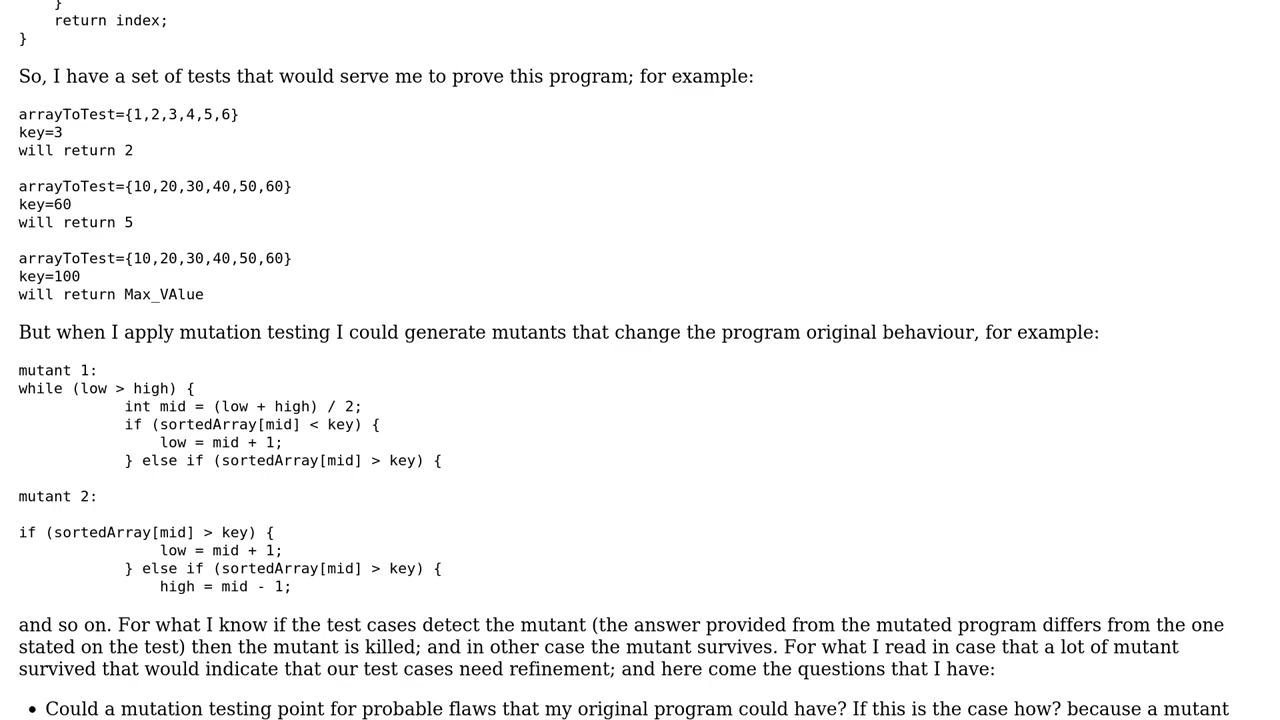 }
    return index;
}
So, I have a set of tests that would serve me to prove this program; for example:
arrayToTest={1,2,3,4,5,6}
key=3
will return 2
arrayToTest={10,20,30,40,50,60}
key=60
will return 5
arrayToTest={10,20,30,40,50,60}
key=100
will return Max_VAlue
But when I apply mutation testing I could generate mutants that change the program original behaviour, for example:
mutant 1:
while (low > high) {
            int mid = (low + high) / 2;
            if (sortedArray[mid] < key) {
                low = mid + 1;
            } else if (sortedArray[mid] > key) {
mutant 2:
if (sortedArray[mid] > key) {
                low = mid + 1;
            } else if (sortedArray[mid] > key) {
                high = mid - 1;
and so on. For what I know if the test cases detect the mutant (the answer provided from the mutated program differs from the one
stated on the test) then the mutant is killed; and in other case the mutant survives. For what I read in case that a lot of mutant
survived that would indicate that our test cases need refinement; and here come the questions that I have:
• Could a mutation testing point for probable flaws that my original program could have? If this is the case how? because a mutant